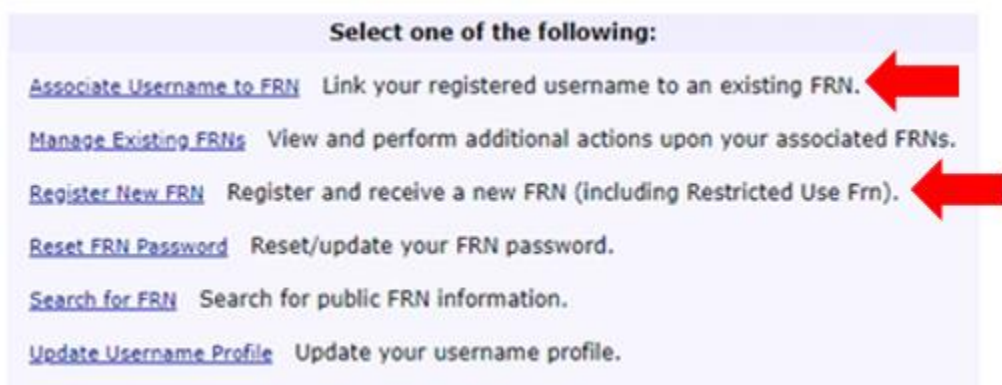 Select one of the following:
Associate Username to FRN Link your registered username to an existing FRN.
Manage Existing FRNs View and perform additional actions upon your associated FRNs.
Register New FRN Register and receive a new FRN (including Restricted Use Frn).
Reset FRN Password Reset/update your FRN password.
Search for FRN Search for public FRN information.
Update Username Profile Update your username profile.